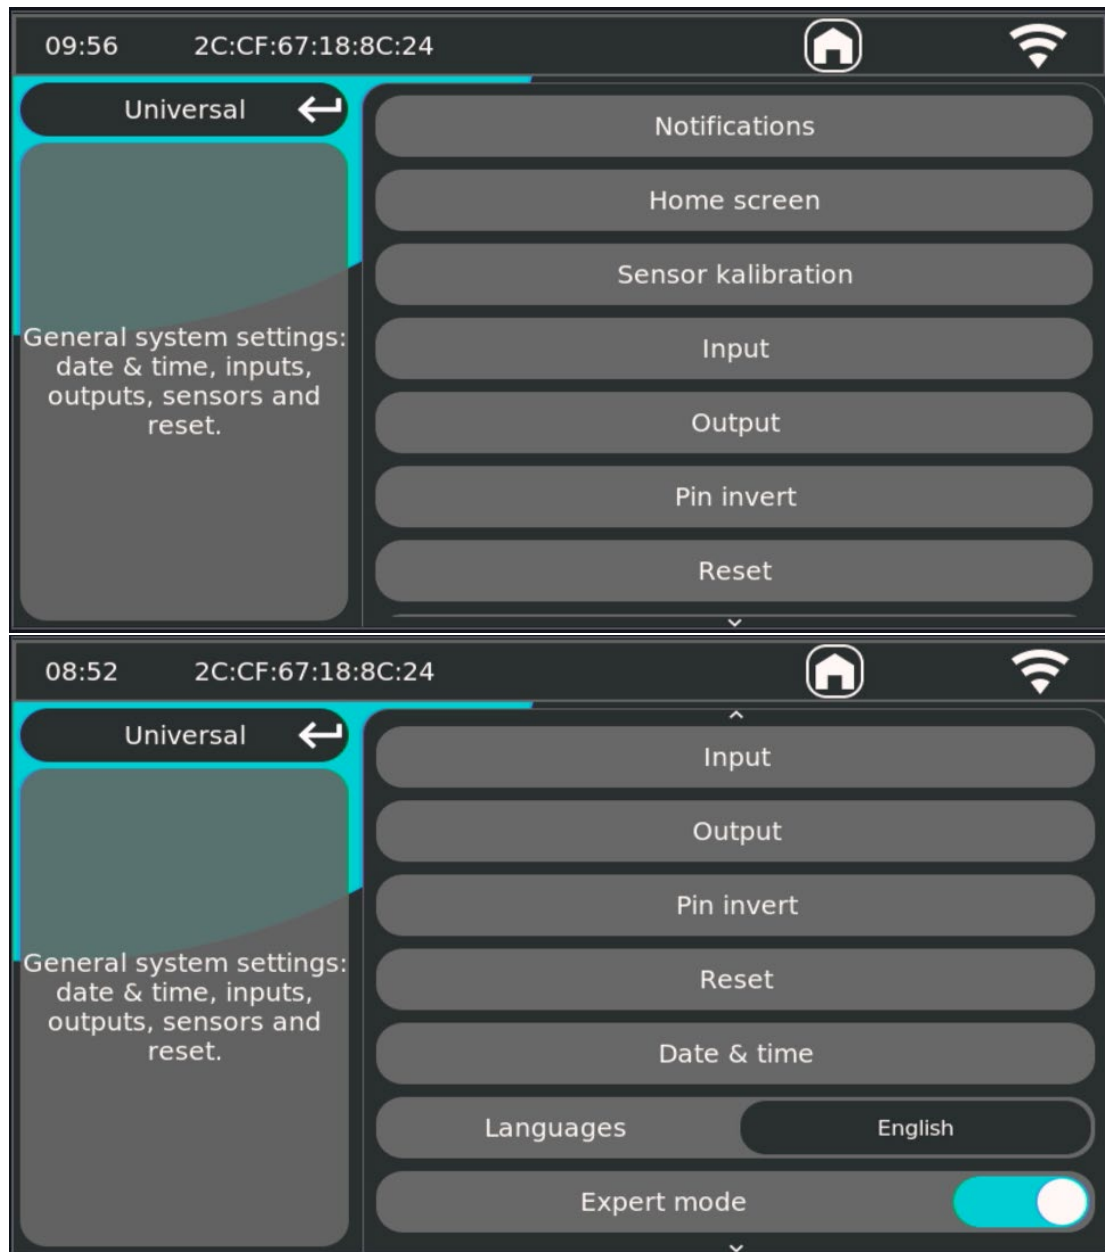 09:56 2C:CF:67:18:8C:24
Universal
General system settings:
date & time, inputs,
outputs, sensors and
reset.
Notifications
Home screen
Sensor kalibration
Input
Output
Pin invert
Reset
08:52 2C:CF:67:18:8C:24
Universal
General system settings:
date & time, inputs,
outputs, sensors and
reset.
Input
Output
Pin invert
Reset
Date & time
Languages English
Expert mode